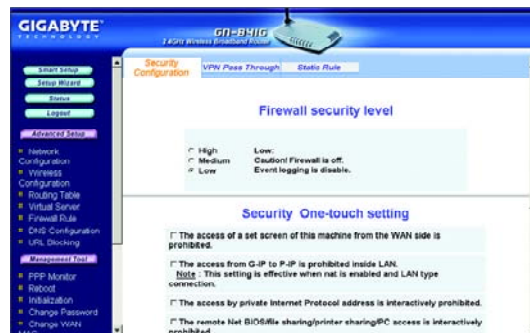 GIGABYTE™
TECHNOLOGY
GN-B41G
2.4GHz Wireless Broadband Router
Smart Setup
Setup Wizard
Status
Logout
Advanced Setup
Network
Configuration
Wireless
Configuration
Routing Table
Virtual Server
Firewall Rule
DNS Configuration
URL Blocking
Management Tool
PPP Monitor
Reboot
Initialization
Change Password
Change WAN
MAC
Security
Configuration
VPN Pass Through
Static Rule
Firewall security level
High
Medium
Low
Low:
Caution! Firewall is off.
Event logging is disable.
Security One-touch setting
The access of a set screen of this machine from the WAN side is
prohibited.
The access from G-IP to P-IP is prohibited inside LAN.
Note : This setting is effective when nat is enabled and LAN type
connection.
The access by private Internet Protocol address is interactively prohibited.
The remote Net BIOS/file sharing/printer sharing/PC access is interactively
prohibited.